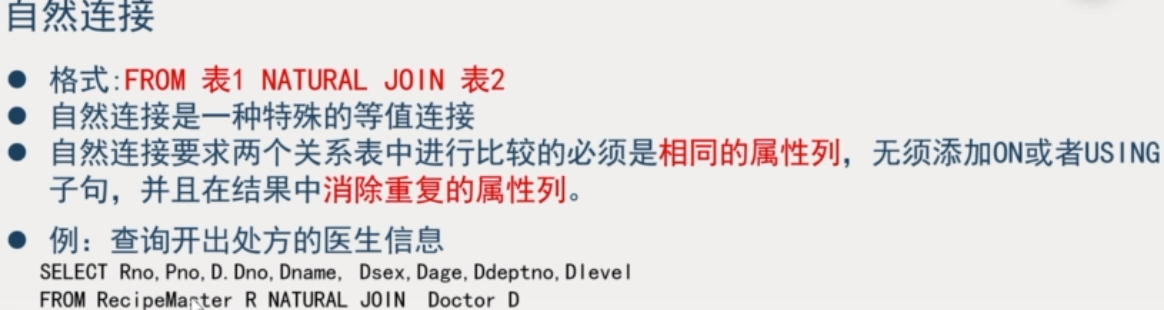 自然连接
● 格式:FROM 表1 NATURAL JOIN 表2
● 自然连接是一种特殊的等值连接
● 自然连接要求两个关系表中进行比较的必须是相同的属性列，无须添加ON或者USING
子句，并且在结果中消除重复的属性列。
● 例：查询开出处方的医生信息
SELECT Rno,Pno,D.Dno,Dname, Dsex,Dage,Ddeptno,Dlevel
FROM RecipeMaster R NATURAL JOIN Doctor D